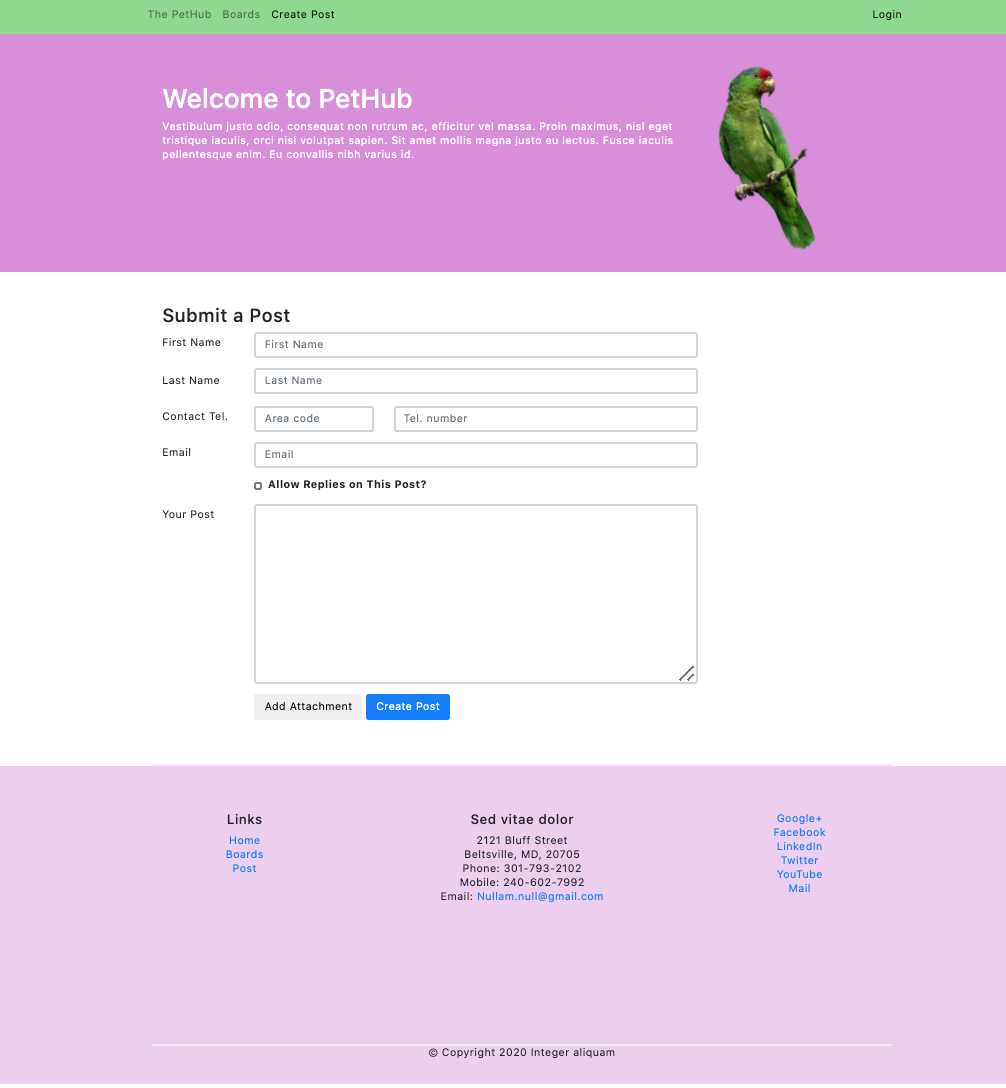 The PetHub Boards Create Post Login
Welcome to PetHub
Vestibulum justo odio, consequat non rutrum ac, efficitur vel massa. Proin maximus, nisl eget
tristique iaculis, orci nisl volutpat sapien. Sit amet mollis magna justo eu lectus. Fusce iaculis
pellentesque enim. Eu convallis nibh varius id.
Submit a Post
First Name First Name
Last Name Last Name
Contact Tel. Area code Tel. number
Email Email
Allow Replies on This Post?
Your Post
Add Attachment Create Post
Links
Home
Boards
Post
Sed vitae dolor
2121 Bluff Street
Beltsville, MD, 20705
Phone: 301-793-2102
Mobile: 240-602-7992
Email: Nullam.null@gmail.com
Google+
Facebook
LinkedIn
Twitter
YouTube
Mail
© Copyright 2020 Integer aliquam